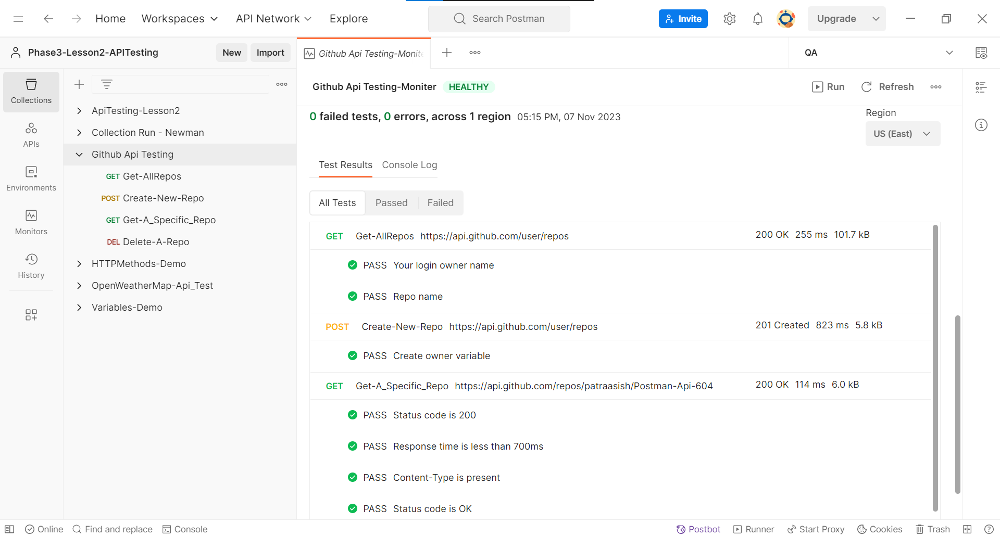 Home Workspaces API Network Explore Search Postman Invite Upgrade
Phase3-Lesson2-APITesting New Import Github Api Testing-Monite QA
Collections
APIs
Environments
Monitors
History
ApiTesting-Lesson2
Collection Run - Newman
Github Api Testing
GET Get-AllRepos
POST Create-New-Repo
GET Get-A_Specific_Repo
DEL Delete-A-Repo
HTTPMethods-Demo
OpenWeatherMap-Api_Test
Variables-Demo
Github Api Testing-Moniter HEALTHY Run Refresh
0 failed tests, 0 errors, across 1 region 05:15 PM, 07 Nov 2023
Region
US (East)
Test Results Console Log
All Tests Passed Failed
GET Get-AllRepos https://api.github.com/user/repos 200 OK 255 ms 101.7 kB
PASS Your login owner name
PASS Repo name
POST Create-New-Repo https://api.github.com/user/repos 201 Created 823 ms 5.8 kB
PASS Create owner variable
GET Get-A_Specific_Repo https://api.github.com/repos/patraasish/Postman-Api-604 200 OK 114 ms 6.0 kB
PASS Status code is 200
PASS Response time is less than 700ms
PASS Content-Type is present
PASS Status code is OK
Online Find and replace Console Postbot Runner Start Proxy Cookies Trash